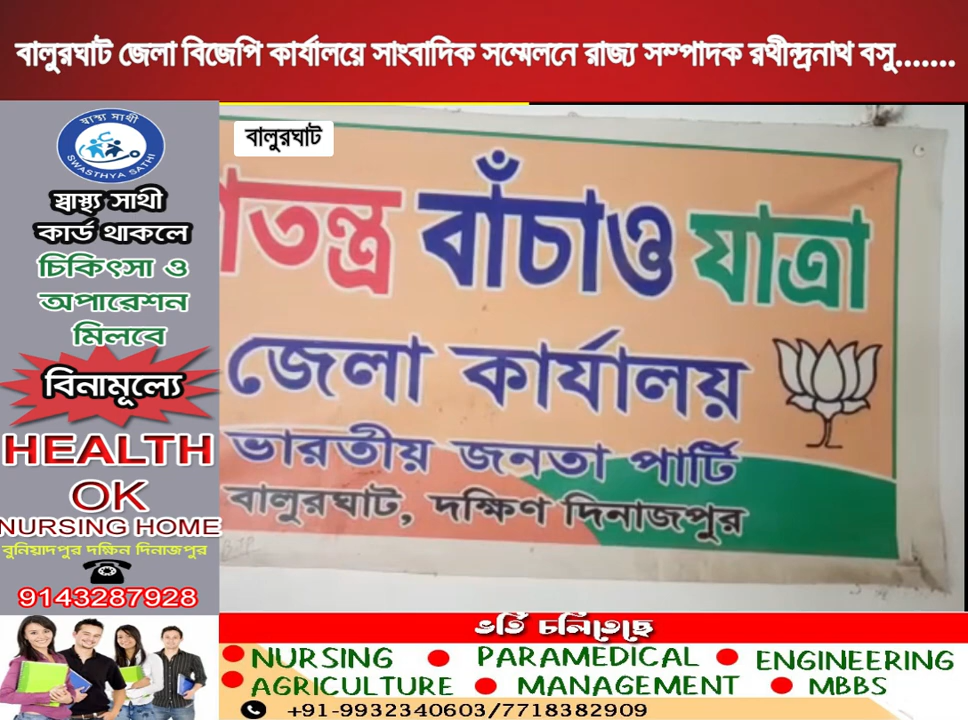 বালুরঘাট জেলা বিজেপি কার্যালয়ে সাংবাদিক সম্মেলনে রাজ্য সম্পাদক রথীন্দ্রনাথ বসু.......
স্বাস্থ্য সাথী
SWASTHYA SATHI
স্বাস্থ্য সাথী
কার্ড থাকলে
চিকিৎসা ও
অপারেশন
মিলবে
বিনামূল্যে
HEALTH
OK
NURSING HOME
বুনিয়াদপুর দক্ষিন দিনাজপুর
9143287928
বালুরঘাট
তন্ত্র বাঁচাও যাত্রা
জেলা কার্যালয়
ভারতীয় জনতা পার্টি
বালুরঘাট, দক্ষিণ দিনাজপুর
ভর্তি চলিতেছে
NURSING PARAMEDICAL ENGINEERING
AGRICULTURE MANAGEMENT MBBS
+91-9932340603/7718382909